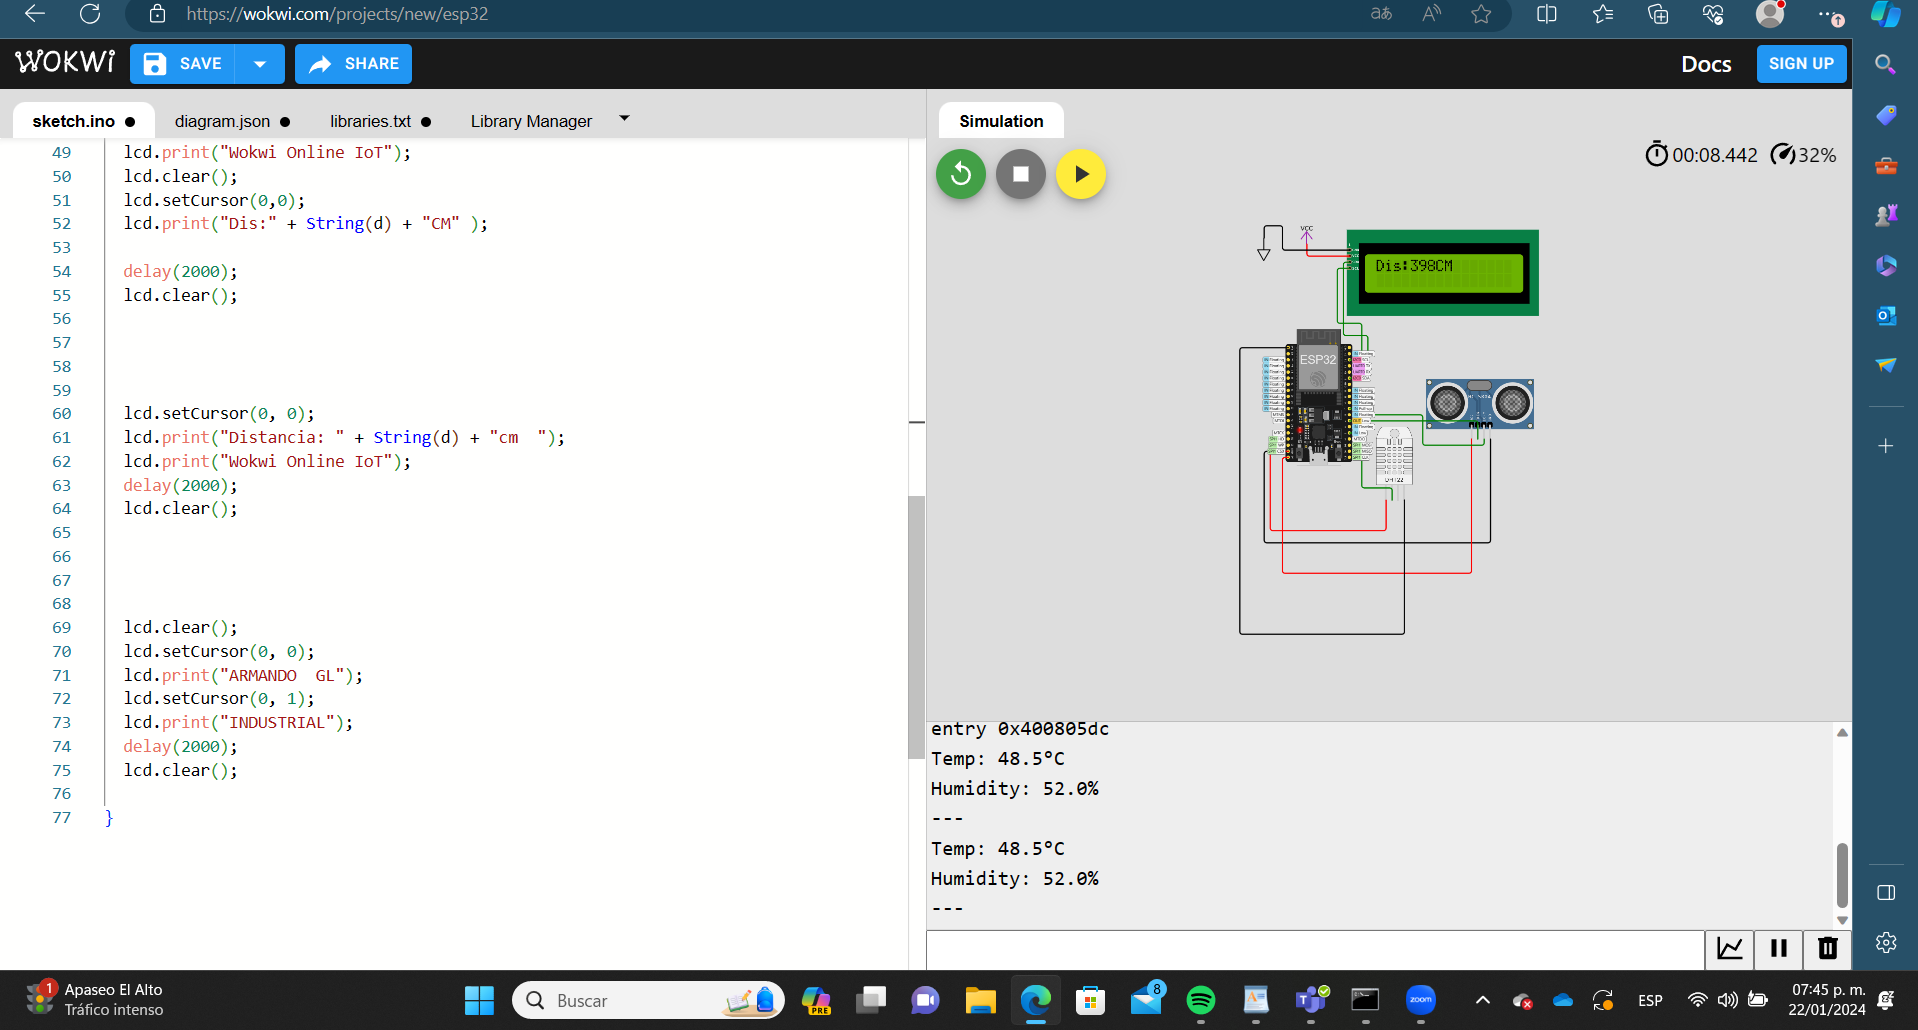 https://wokwi.com/projects/new/esp32
WOKWi
SAVE
SHARE
Docs
SIGN UP
sketch.ino ●
diagram.json ●
libraries.txt ●
Library Manager
Simulation
00:08.442
32%
49 lcd.print("Wokwi Online IoT");
50 lcd.clear();
51 lcd.setCursor(0,0);
52 lcd.print("Dis:" + String(d) + "CM" );
53
54 delay(2000);
55 lcd.clear();
56
57
58
59
60 lcd.setCursor(0, 0);
61 lcd.print("Distancia: " + String(d) + "cm  ");
62 lcd.print("Wokwi Online IoT");
63 delay(2000);
64 lcd.clear();
65
66
67
68
69 lcd.clear();
70 lcd.setCursor(0, 0);
71 lcd.print("ARMANDO  GL");
72 lcd.setCursor(0, 1);
73 lcd.print("INDUSTRIAL");
74 delay(2000);
75 lcd.clear();
76
77 }
VCC
Dis:398CM
ESP32
DHT22
entry 0x400805dc
Temp: 48.5°C
Humidity: 52.0%
---
Temp: 48.5°C
Humidity: 52.0%
---
1
Apaseo El Alto
Tráfico intenso
Buscar
PRE
8
zoom
ESP
07:45 p. m.
22/01/2024